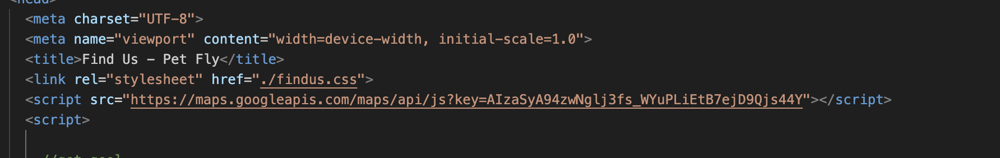 <head>
<meta charset="UTF-8">
<meta name="viewport" content="width=device-width, initial-scale=1.0">
<title>Find Us - Pet Fly</title>
<link rel="stylesheet" href="./findus.css">
<script src="https://maps.googleapis.com/maps/api/js?key=AIzaSyA94zwNglj3fs_WYuPLiEtB7ejD9Qjs44Y"></script>
<script>